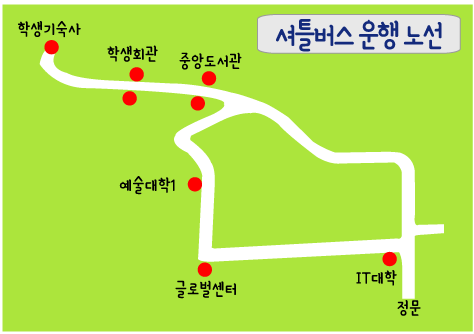 셔틀버스 운행 노선
학생기숙사
학생회관
중앙도서관
예술대학1
글로벌센터
IT대학
정문